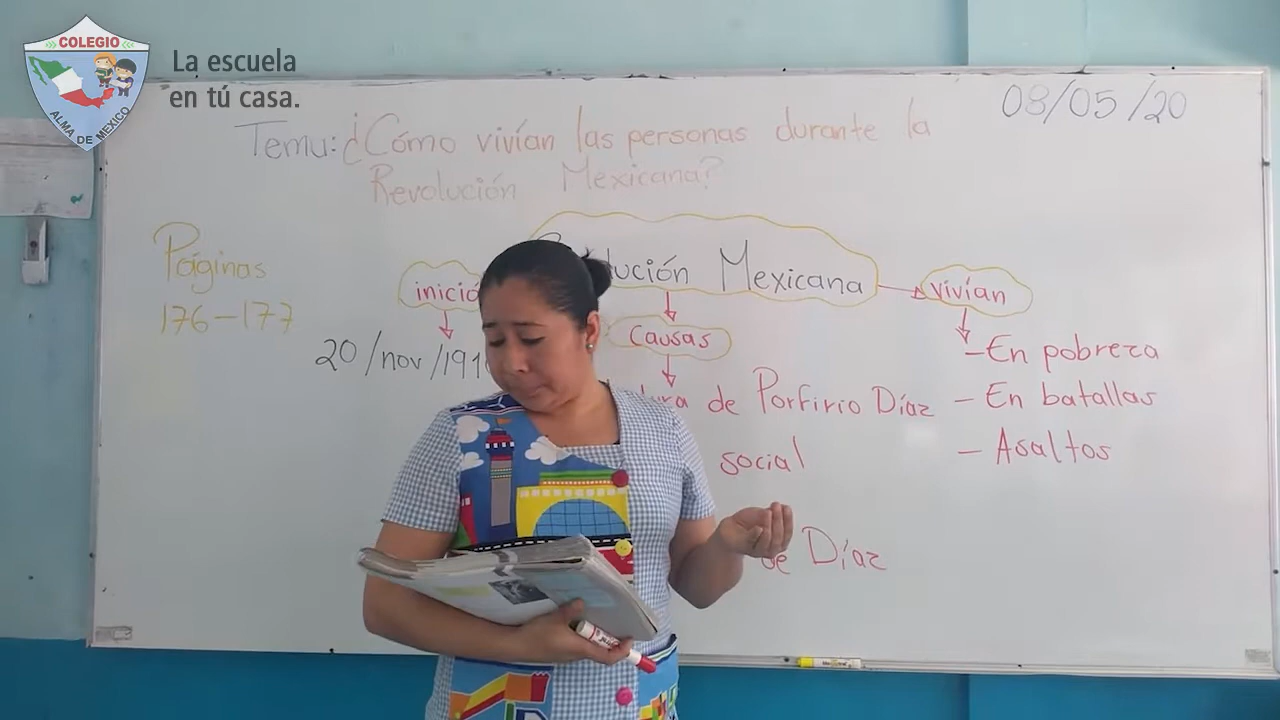 COLEGIO
ALMA DE MEXICO
La escuela
en tú casa.
08/05/20
Tema: ¿Cómo vivían las personas durante la
Revolución Mexicana?
Páginas
176-177
inició
20/nov/191
lución Mexicana
Causas
de Porfirio Díaz
social
de Díaz
vivían
-En pobreza
- En batallas
- Asaltos